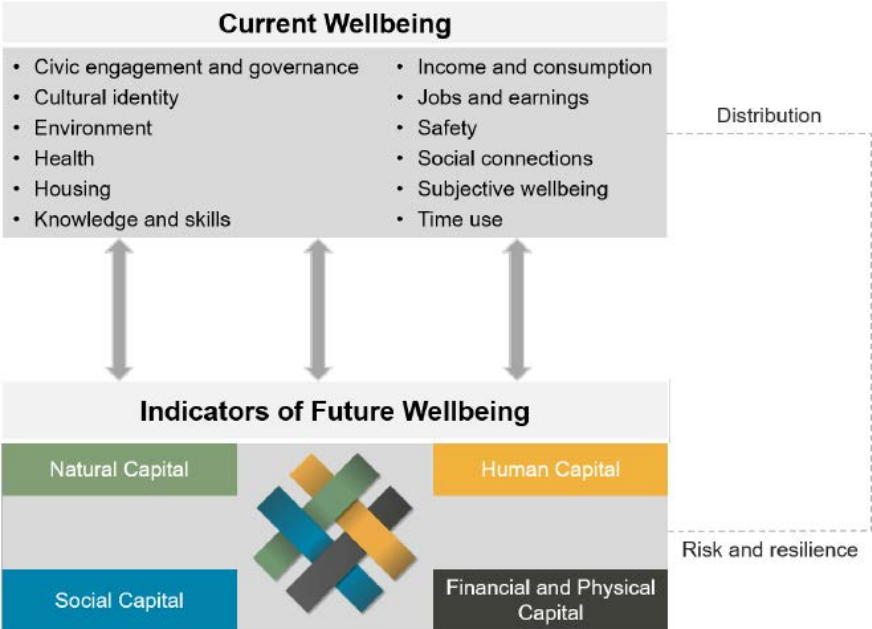 Current Wellbeing
• Civic engagement and governance
• Cultural identity
• Environment
• Health
• Housing
• Knowledge and skills
• Income and consumption
• Jobs and earnings
• Safety
• Social connections
• Subjective wellbeing
• Time use
Distribution
Indicators of Future Wellbeing
Natural Capital
Human Capital
Risk and resilience
Social Capital
Financial and Physical
Capital